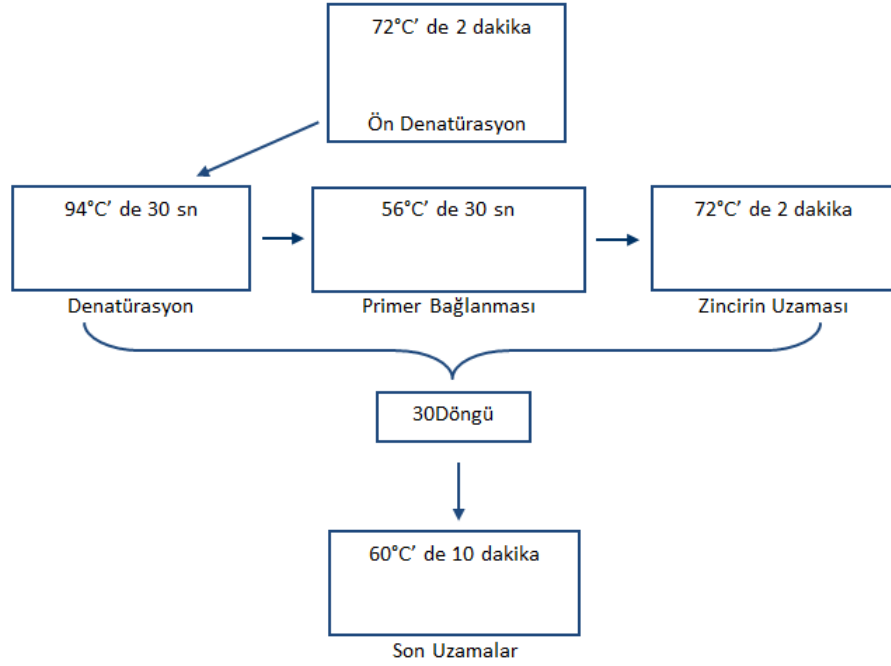 72°C’ de 2 dakika
Ön Denatürasyon
94°C’ de 30 sn
56°C’ de 30 sn
72°C’ de 2 dakika
Denatürasyon
Primer Bağlanması
Zincirin Uzaması
30Döngü
60°C’ de 10 dakika
Son Uzamalar